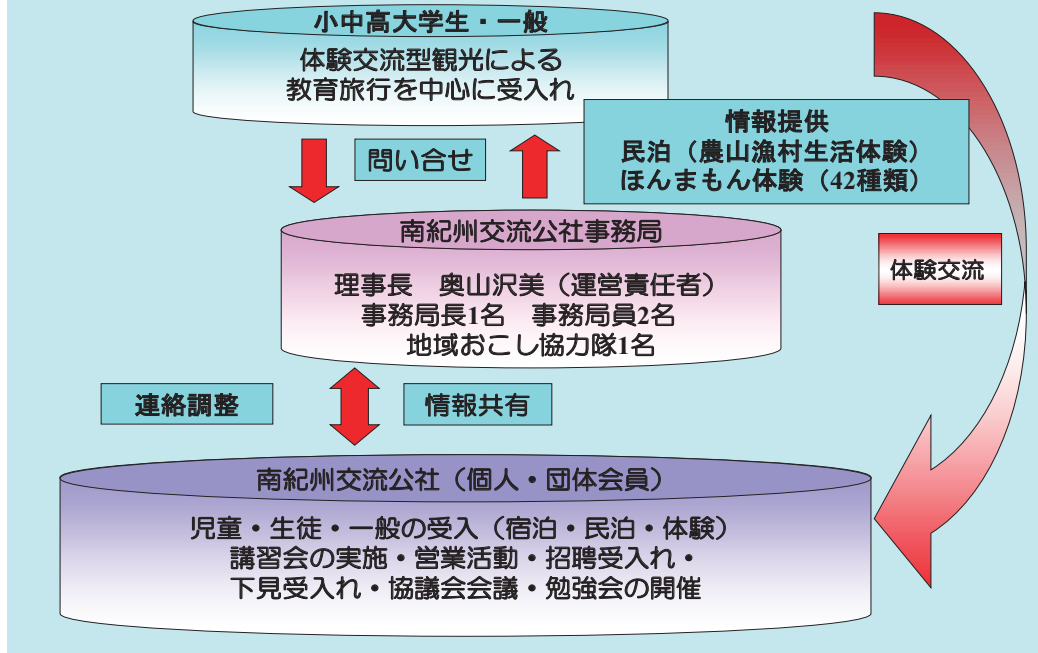 小中高大学生・一般
体験交流型観光による
教育旅行を中心に受入れ
問い合せ
情報提供
民泊（農山漁村生活体験）
ほんまもん体験（42種類）
南紀州交流公社事務局
理事長　奥山沢美（運営責任者）
事務局長1名　事務局員2名
地域おこし協力隊1名
体験交流
連絡調整
情報共有
南紀州交流公社（個人・団体会員）
児童・生徒・一般の受入（宿泊・民泊・体験）
講習会の実施・営業活動・招聘受入れ・
下見受入れ・協議会会議・勉強会の開催